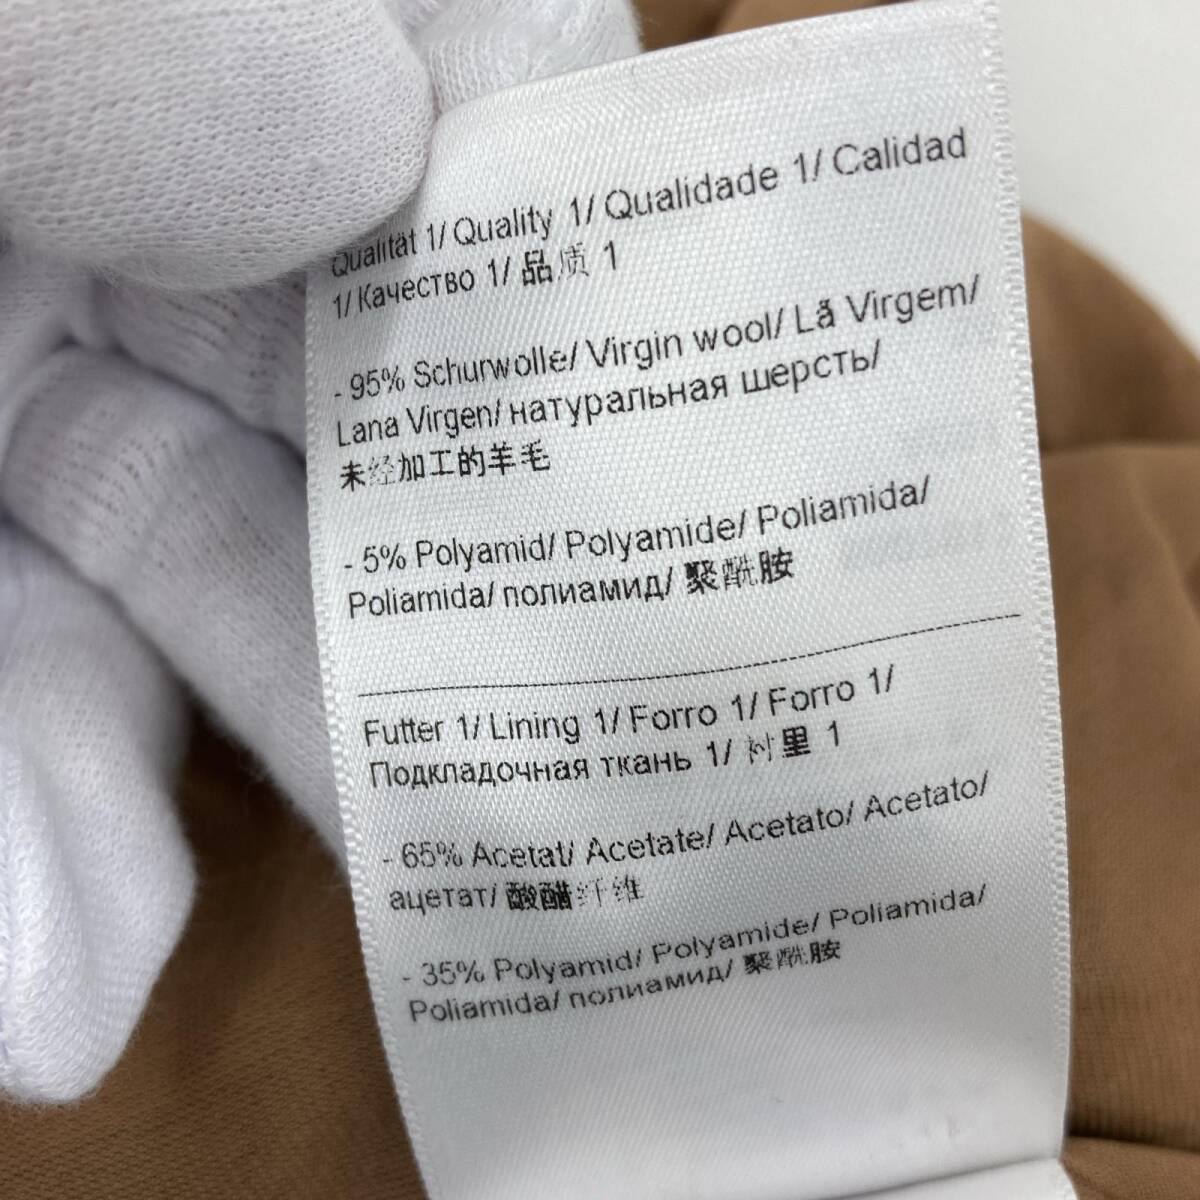 Qualität 1/ Quality 1/ Qualidade 1/ Calidad
1/ Качество 1/ 品质 1
- 95% Schurwolle/ Virgin wool/ Lã Virgem/
Lana Virgen/ натуральная шерсть/
未经加工的羊毛
- 5% Polyamid/ Polyamide/ Poliamida/
Poliamida/ полиамид/ 聚酰胺
Futter 1/ Lining 1/ Forro 1/ Forro 1/
Подкладочная ткань 1/ 衬里 1
- 65% Acetat/ Acetate/ Acetato/ Acetato/
ацетат/ 酸醋纤维
- 35% Polyamid/ Polyamide/ Poliamida/
Poliamida/ полиамид/ 聚酰胺